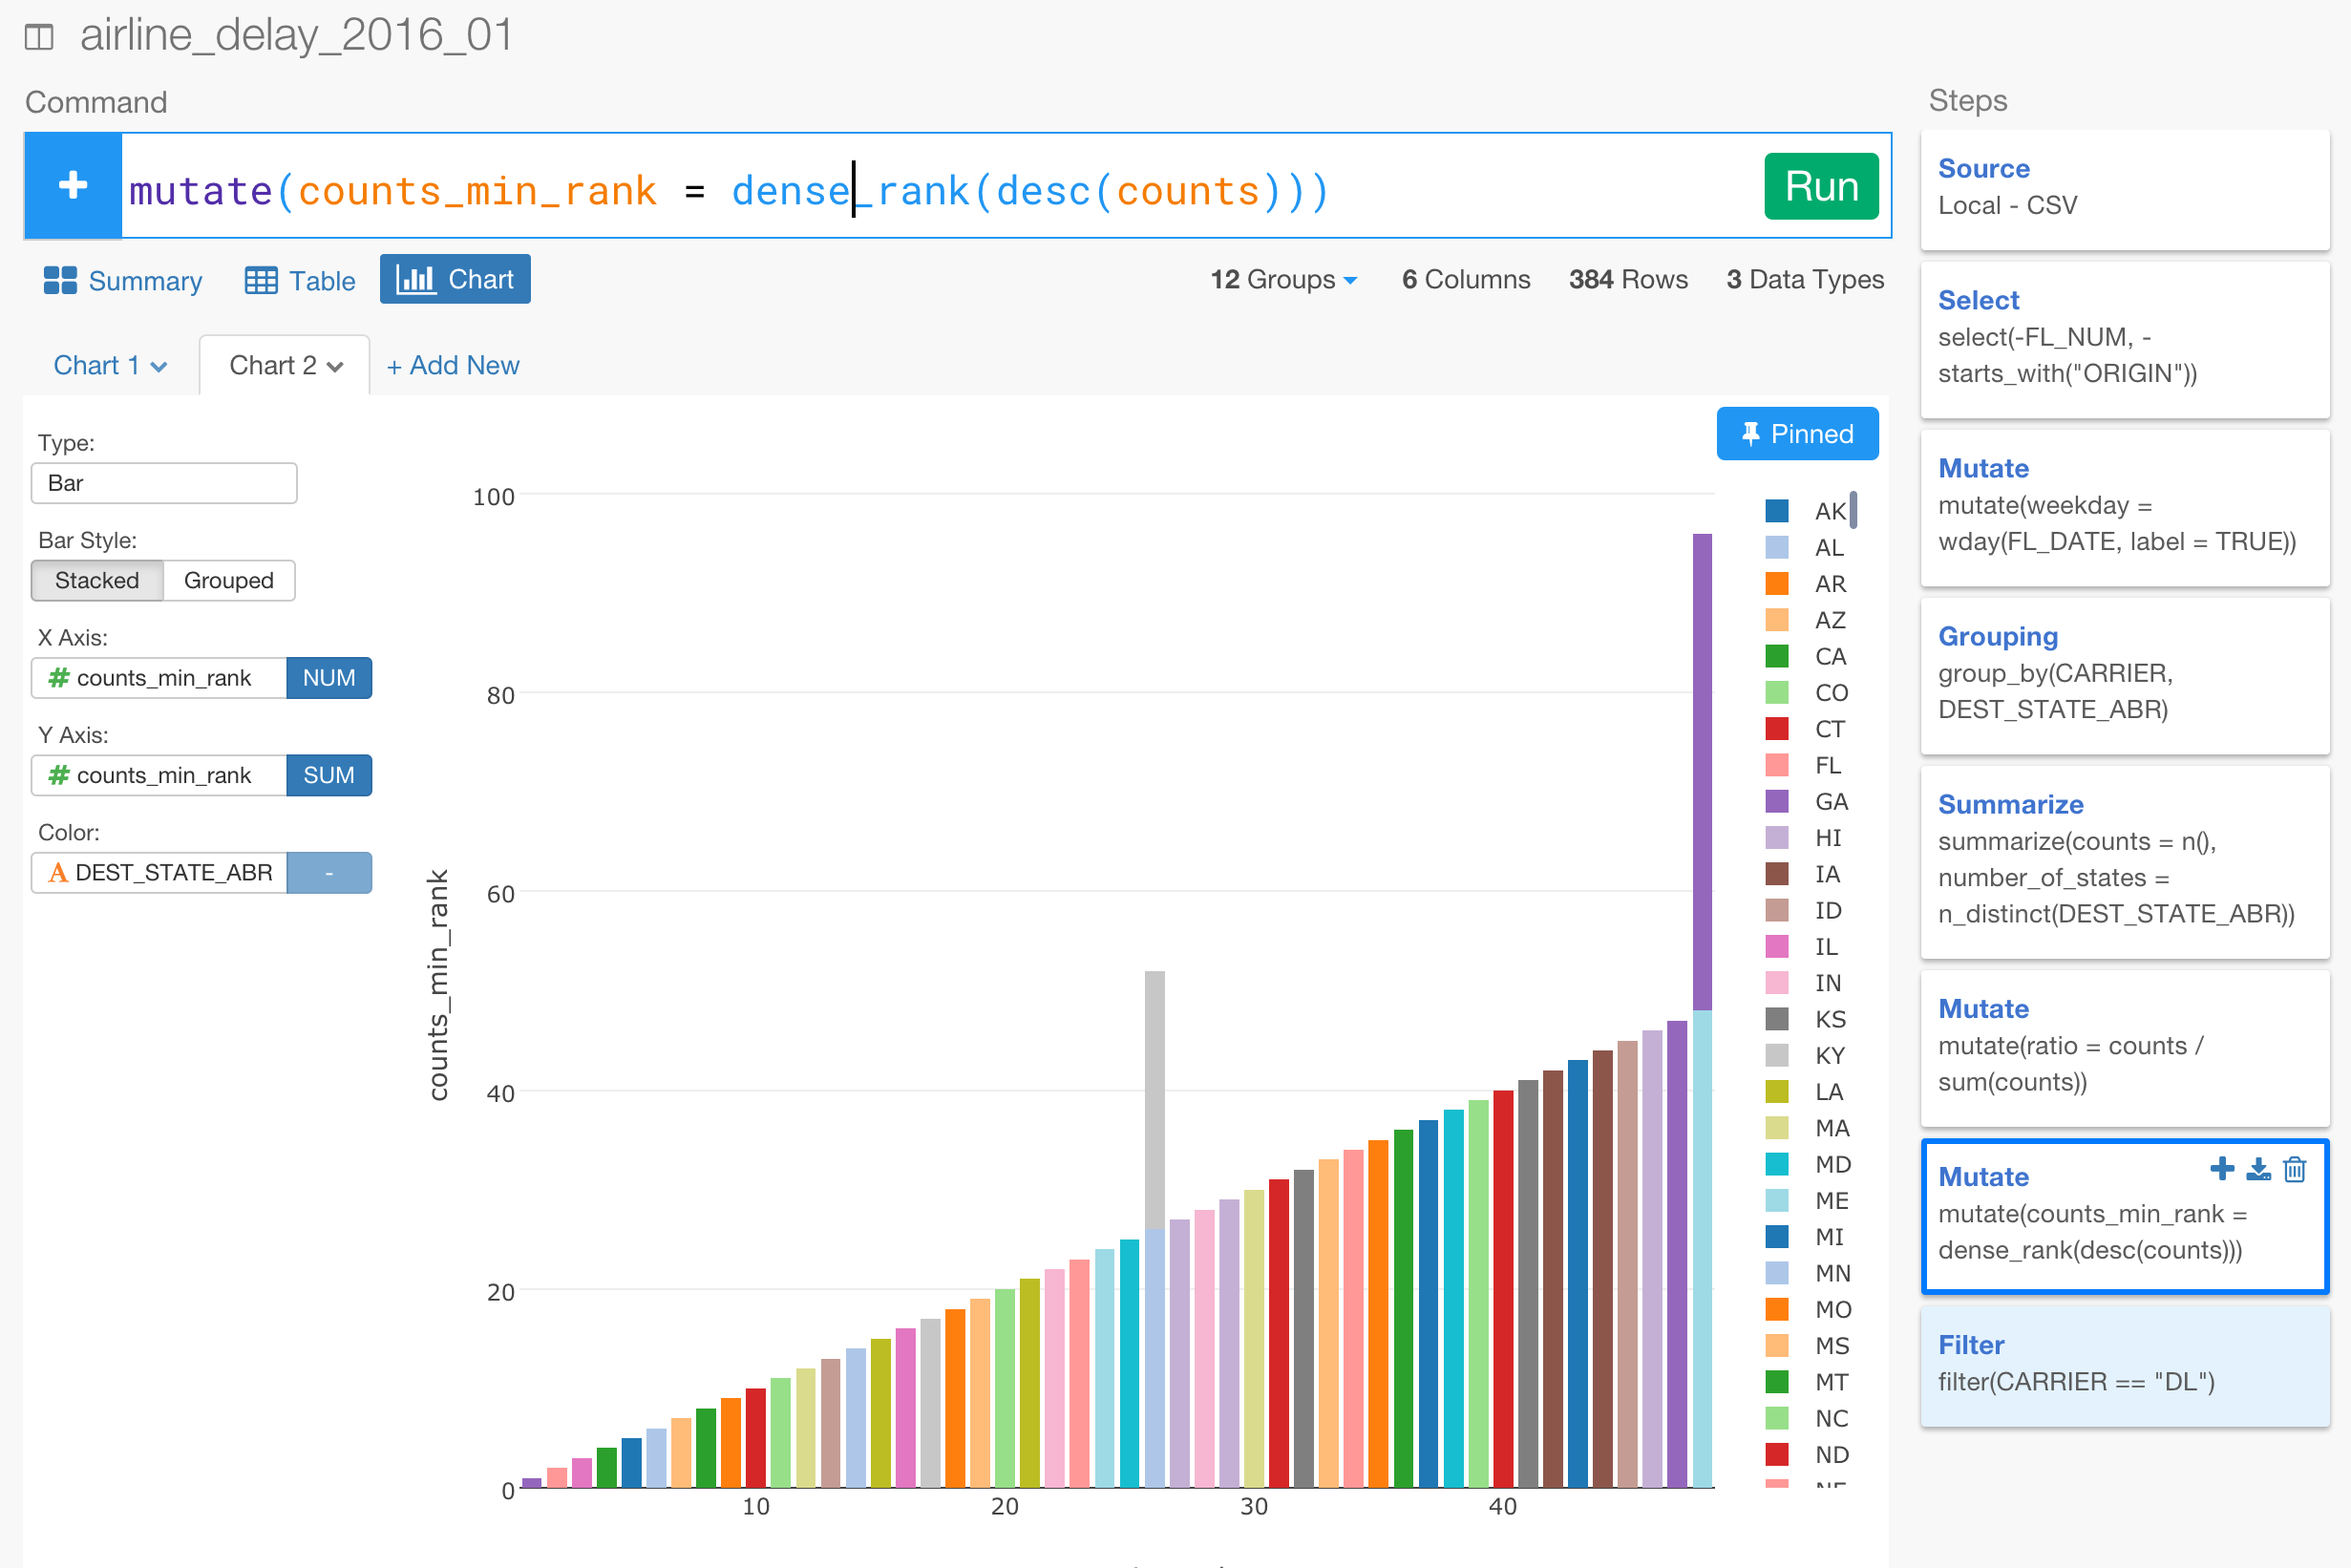 airline_delay_2016_01
Command
mutate(counts_min_rank = dense_rank(desc(counts)))
Run
Summary
Table
Chart
12 Groups
6 Columns
384 Rows
3 Data Types
Chart 1
Chart 2
+ Add New
Pinned
Type:
Bar
Bar Style:
Stacked
Grouped
X Axis:
# counts_min_rank
NUM
Y Axis:
# counts_min_rank
SUM
Color:
A DEST_STATE_ABR
-
counts_min_rank
100
80
60
40
20
0
10
20
30
40
AK
AL
AR
AZ
CA
CO
CT
FL
GA
HI
IA
ID
IL
IN
KS
KY
LA
MA
MD
ME
MI
MN
MO
MS
MT
NC
ND
Steps
Source
Local - CSV
Select
select(-FL_NUM, -
starts_with("ORIGIN"))
Mutate
mutate(weekday =
wday(FL_DATE, label = TRUE))
Grouping
group_by(CARRIER,
DEST_STATE_ABR)
Summarize
summarize(counts = n(),
number_of_states =
n_distinct(DEST_STATE_ABR))
Mutate
mutate(ratio = counts /
sum(counts))
Mutate
mutate(counts_min_rank =
dense_rank(desc(counts)))
Filter
filter(CARRIER == "DL")